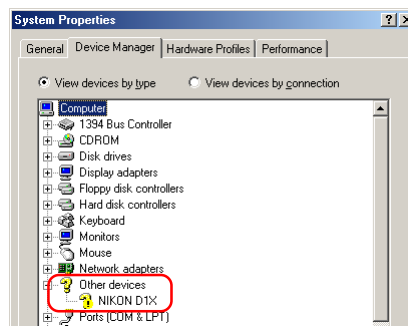 System Properties
General Device Manager Hardware Profiles Performance
View devices by type View devices by connection
Computer
1394 Bus Controller
CDROM
Disk drives
Display adapters
Floppy disk controllers
Hard disk controllers
Keyboard
Monitors
Mouse
Network adapters
Other devices
NIKON D1X
Ports (COM & LPT)